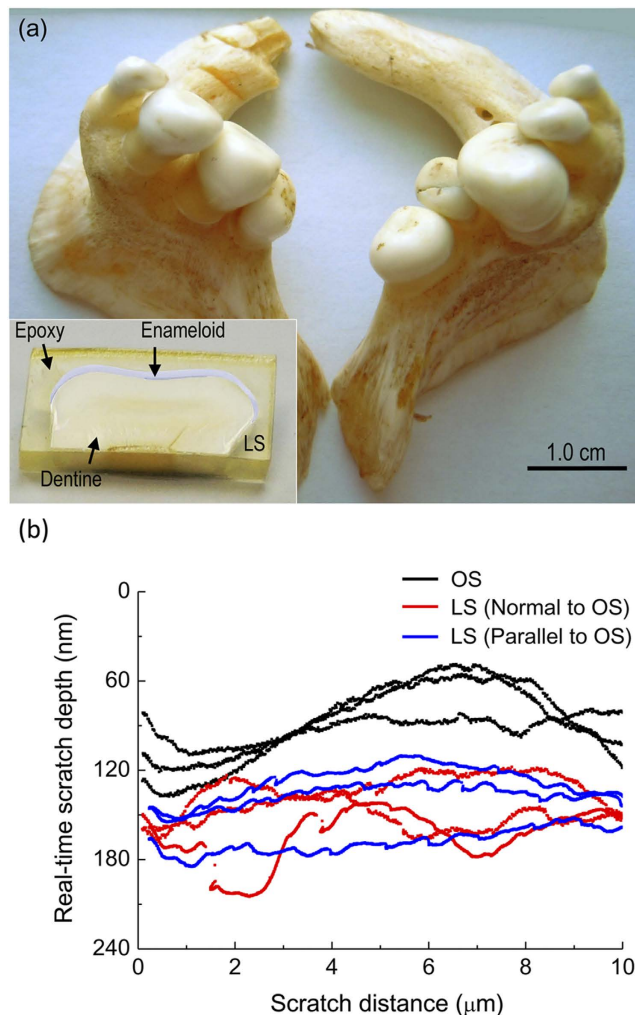 (a)
Epoxy
Enameloid
Dentine
LS
1.0 cm
(b)
OS
LS (Normal to OS)
LS (Parallel to OS)
Real-time scratch depth (nm)
0
60
120
180
240
0
2
4
6
8
10
Scratch distance (μm)